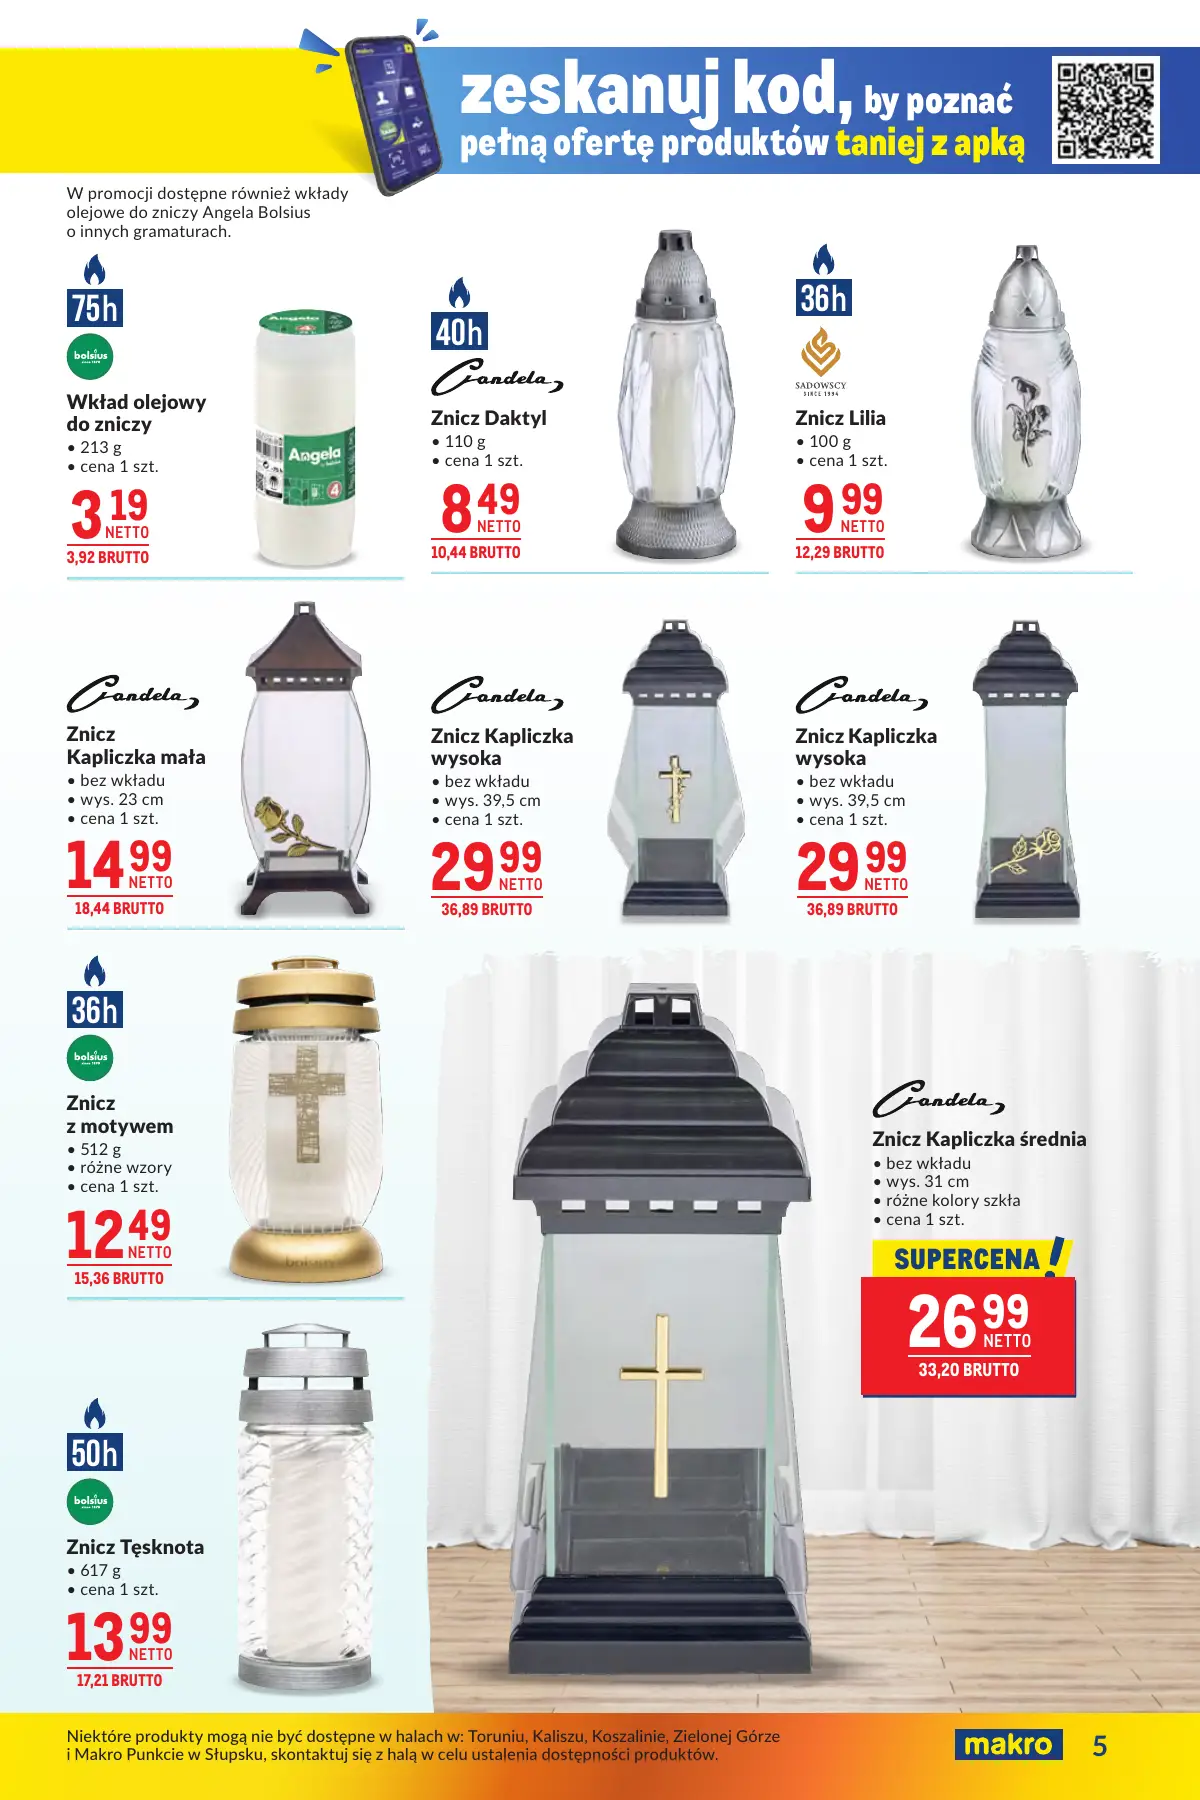 zeskanuj kod, by poznać
pełną ofertę produktów taniej z apką
W promocji dostępne również wkłady
olejowe do zniczy Angela Bolsius
o innych gramaturach.
75h
bolsius
Wkład olejowy
do zniczy
• 213 g
• cena 1 szt.
3 19
NETTO
3,92 BRUTTO
Angela
4
40h
Candela
Znicz Daktyl
• 110 g
• cena 1 szt.
8 49
NETTO
10,44 BRUTTO
36h
SADOWSCY
SINCE 1994
Znicz Lilia
• 100 g
• cena 1 szt.
9 99
NETTO
12,29 BRUTTO
Candela
Znicz
Kapliczka mała
• bez wkładu
• wys. 23 cm
• cena 1 szt.
14 99
NETTO
18,44 BRUTTO
Candela
Znicz Kapliczka
wysoka
• bez wkładu
• wys. 39,5 cm
• cena 1 szt.
29 99
NETTO
36,89 BRUTTO
Candela
Znicz Kapliczka
wysoka
• bez wkładu
• wys. 39,5 cm
• cena 1 szt.
29 99
NETTO
36,89 BRUTTO
36h
bolsius
Znicz
z motywem
• 512 g
• różne wzory
• cena 1 szt.
12 49
NETTO
15,36 BRUTTO
Candela
Znicz Kapliczka średnia
• bez wkładu
• wys. 31 cm
• różne kolory szkła
• cena 1 szt.
SUPERCENA!
26 99
NETTO
33,20 BRUTTO
50h
bolsius
Znicz Tęsknota
• 617 g
• cena 1 szt.
13 99
NETTO
17,21 BRUTTO
Niektóre produkty mogą nie być dostępne w halach w: Toruniu, Kaliszu, Koszalinie, Zielonej Górze
i Makro Punkcie w Słupsku, skontaktuj się z halą w celu ustalenia dostępności produktów.
makro
5